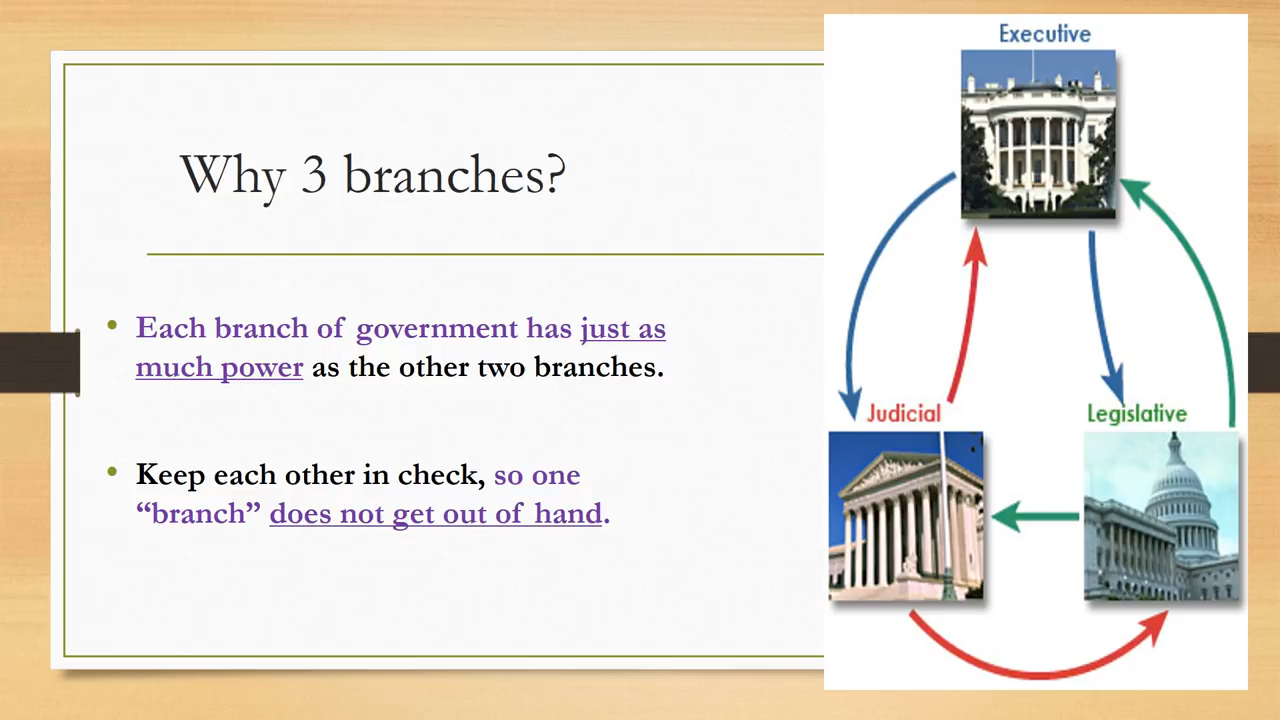 Why 3 branches?
• Each branch of government has just as
much power as the other two branches.
• Keep each other in check, so one
“branch” does not get out of hand.
Executive
Judicial
Legislative